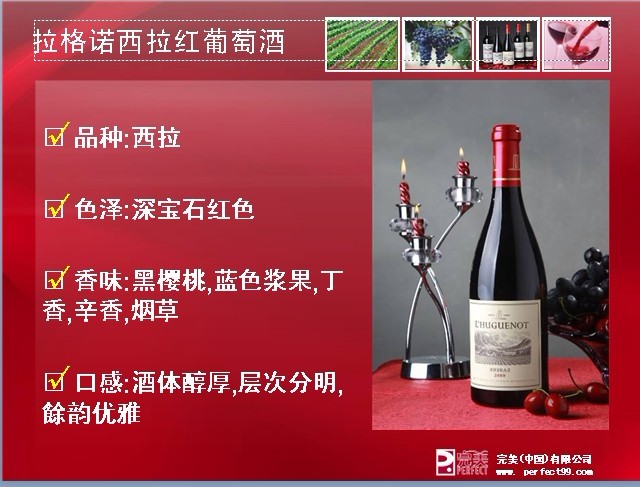 拉格诺西拉红葡萄酒
品种:西拉
色泽:深宝石红色
香味:黑樱桃,蓝色浆果,丁
香,辛香,烟草
口感:酒体醇厚,层次分明,
餘韵优雅
L'HUGUENOT
SHIRAZ
2009
完美 PERFECT
完美(中国)有限公司
www.perfect99.com